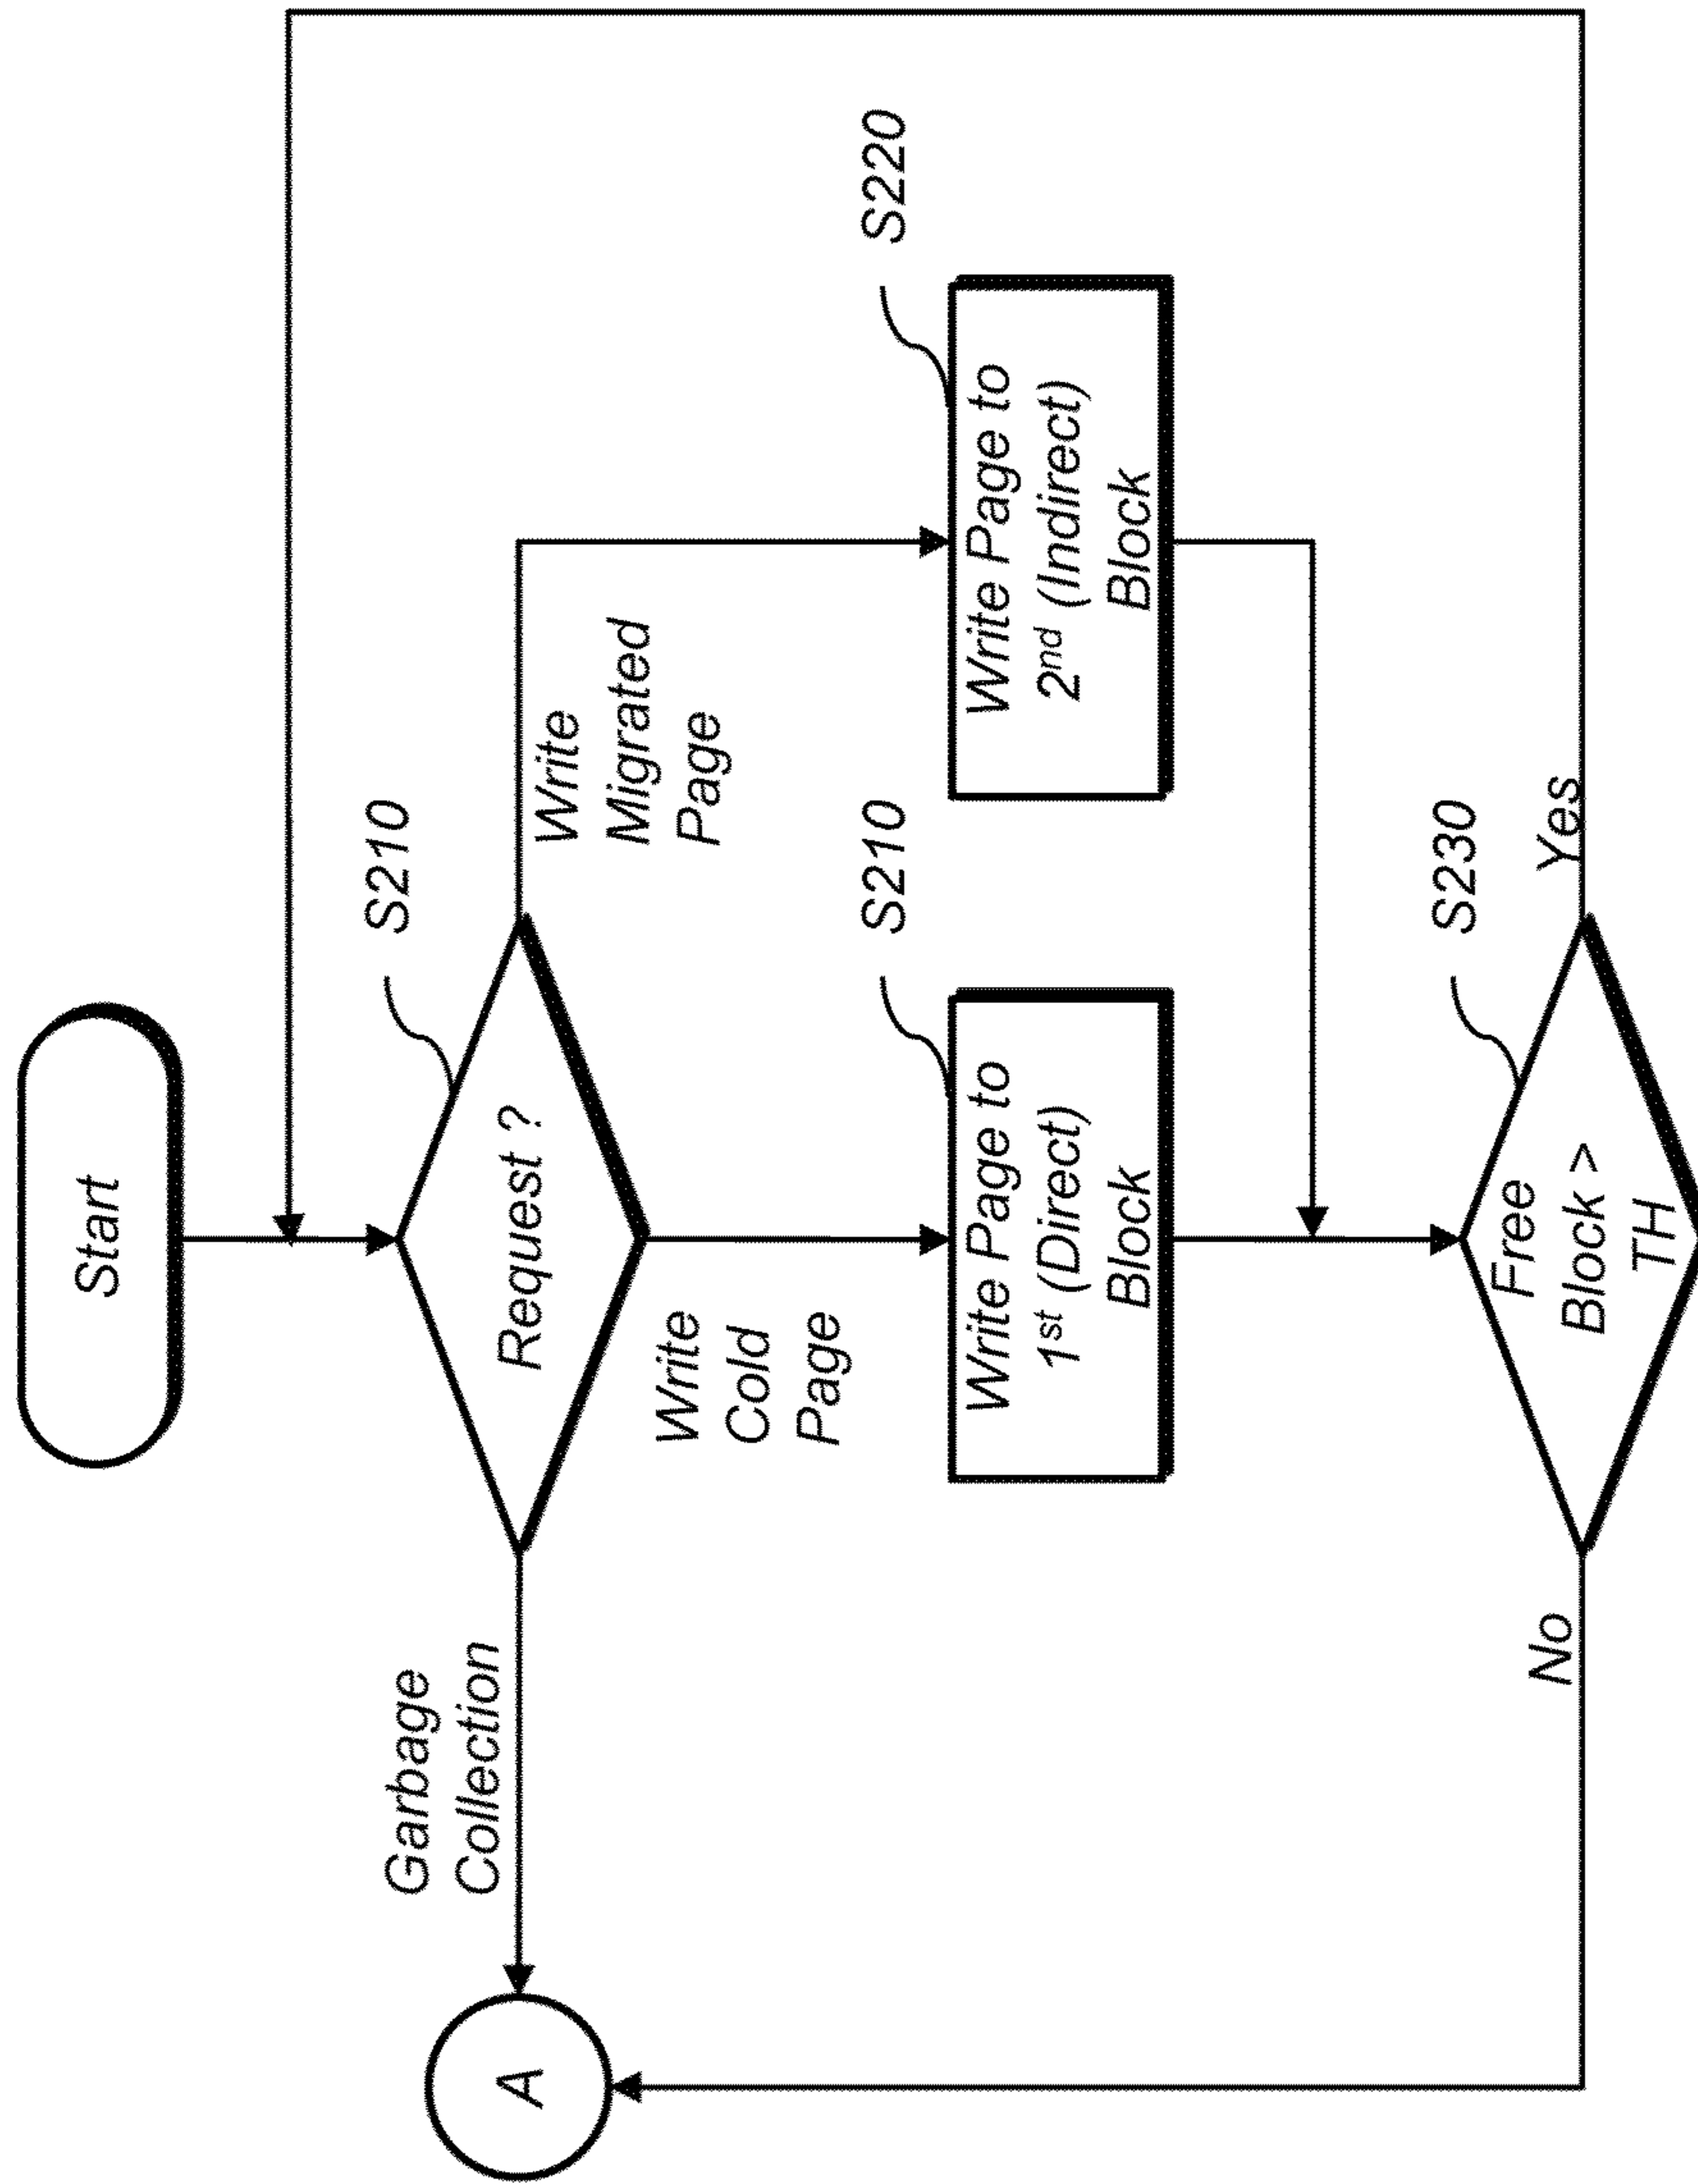 Start
S210
Request ?
Garbage
Collection
A
Write
Migrated
Page
Write
Cold
Page
S210
Write Page to
1st (Direct)
Block
S220
Write Page to
2nd (Indirect)
Block
S230
Free
Block >
TH
No
Yes